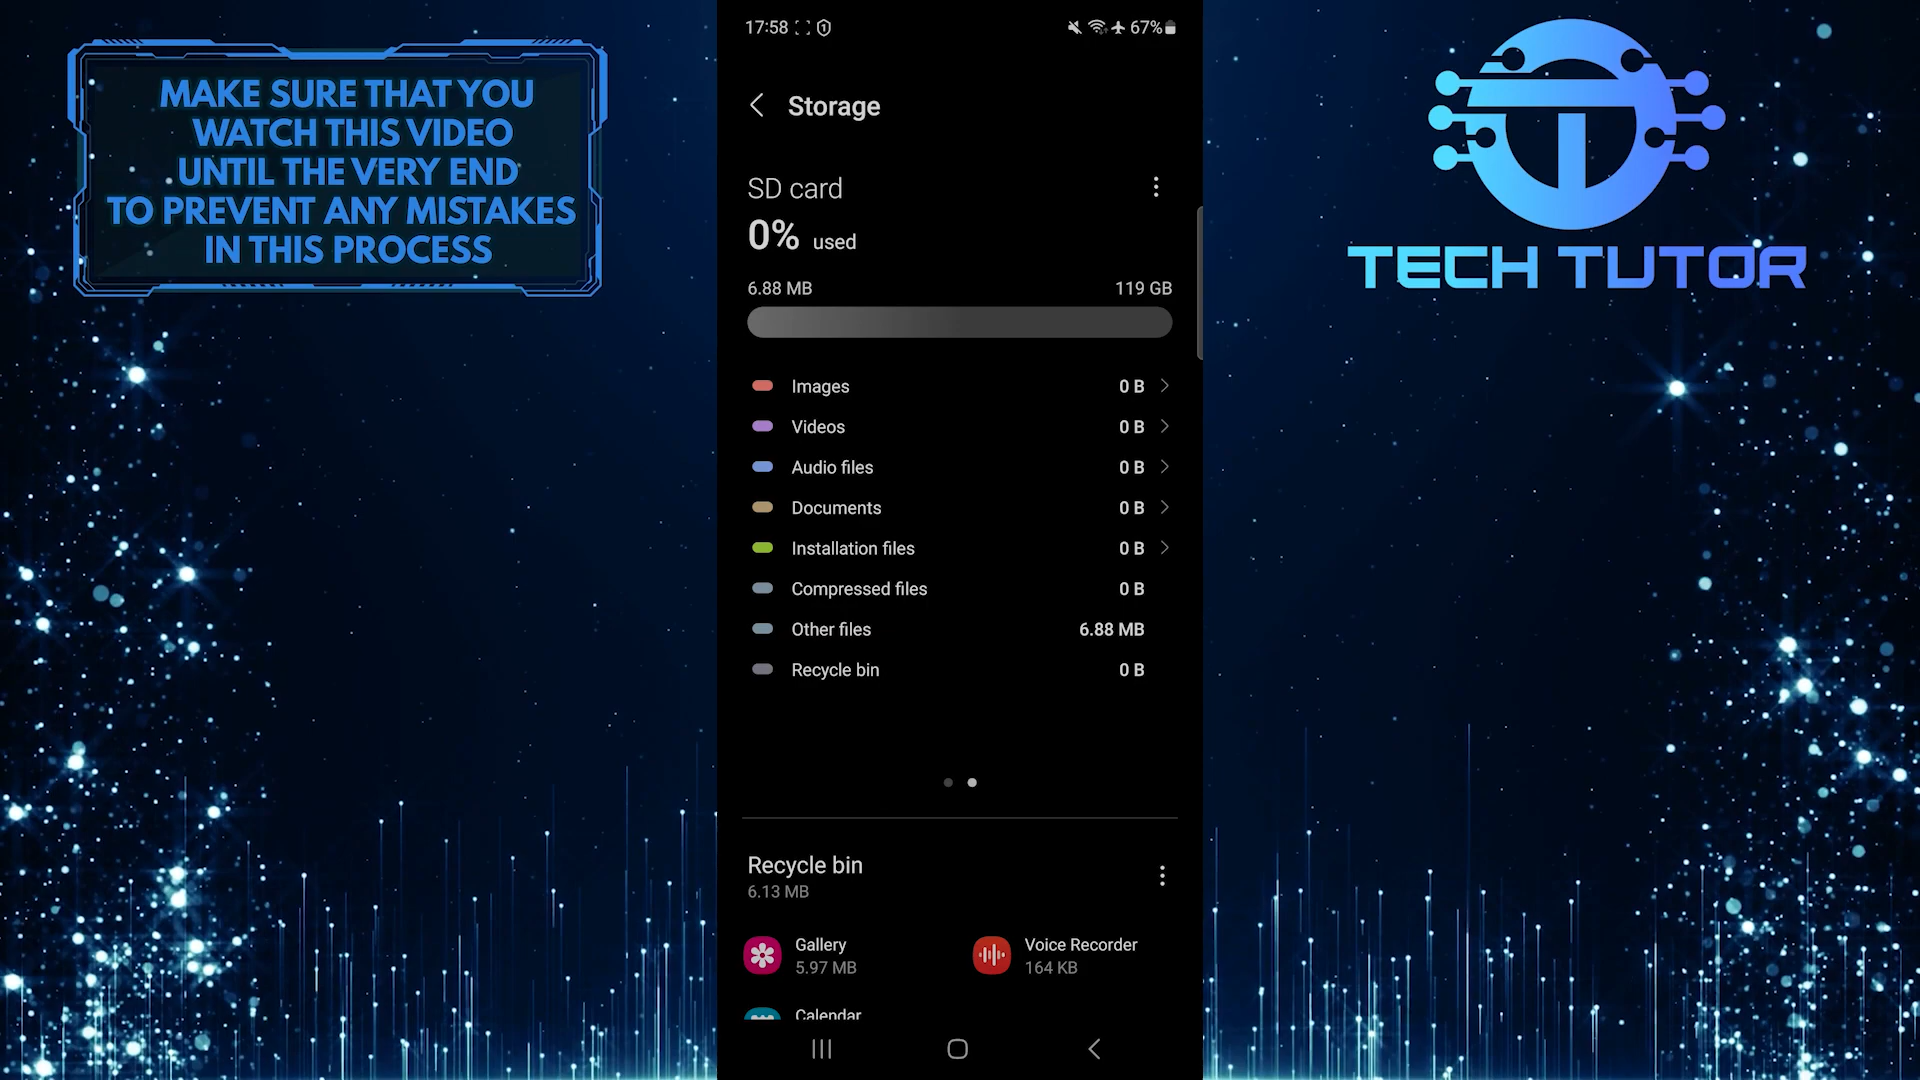 MAKE SURE THAT YOU
WATCH THIS VIDEO
UNTIL THE VERY END
TO PREVENT ANY MISTAKES
IN THIS PROCESS
17:58
67%
Storage
SD card
0% used
6.88 MB 119 GB
Images 0 B
Videos 0 B
Audio files 0 B
Documents 0 B
Installation files 0 B
Compressed files 0 B
Other files 6.88 MB
Recycle bin 0 B
Recycle bin
6.13 MB
Gallery
5.97 MB
Voice Recorder
164 KB
Calendar
TECH TUTOR